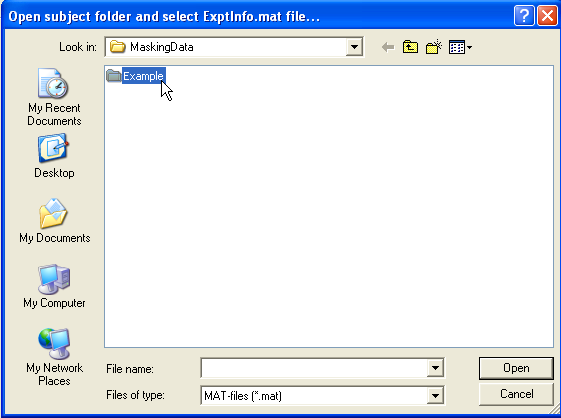 Open subject folder and select ExptInfo.mat file...
Look in:
MaskingData
My Recent
Documents
Desktop
My Documents
My Computer
My Network
Places
Example
File name:
Open
Files of type:
MAT-files (*.mat)
Cancel